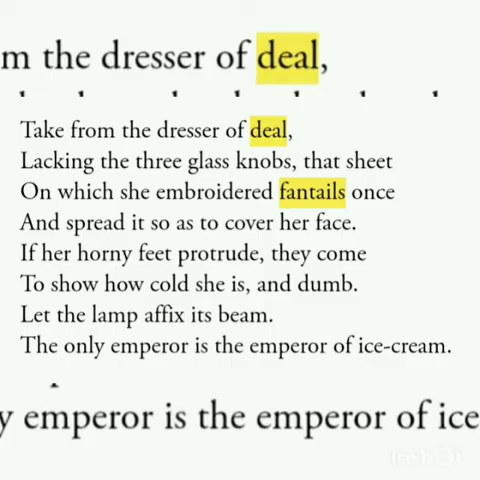 m the dresser of deal,
Take from the dresser of deal,
Lacking the three glass knobs, that sheet
On which she embroidered fantails once
And spread it so as to cover her face.
If her horny feet protrude, they come
To show how cold she is, and dumb.
Let the lamp affix its beam.
The only emperor is the emperor of ice-cream.
y emperor is the emperor of ice